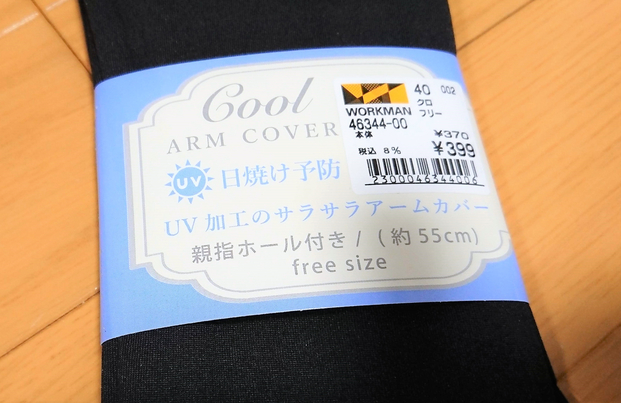 Cool
ARM COVER
UV 日焼け予防
UV 加工のサラサラアームカバー
親指ホール付き / (約 55cm)
free size
WORKMAN
40 002
クロ
フリー
46344-00
本体 ¥370
税込 8% ¥399
2300046344006